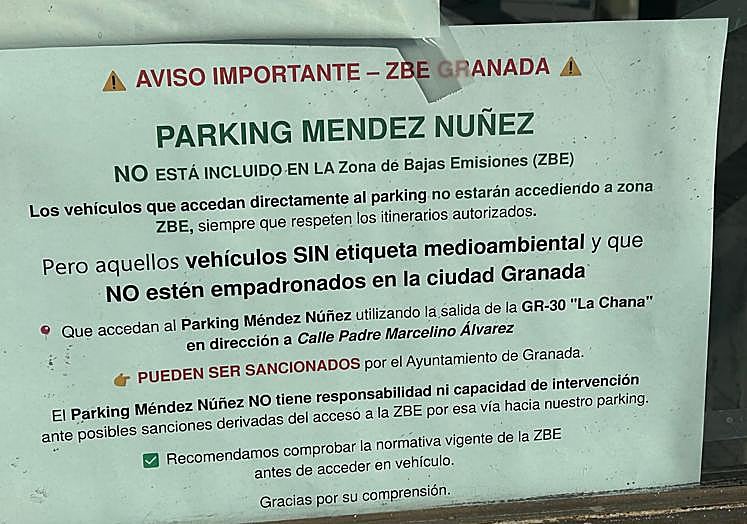 ⚠️ AVISO IMPORTANTE – ZBE GRANADA ⚠️
PARKING MENDEZ NUÑEZ
NO ESTÁ INCLUIDO EN LA Zona de Bajas Emisiones (ZBE)
Los vehículos que accedan directamente al parking no estarán accediendo a zona
ZBE, siempre que respeten los itinerarios autorizados.
Pero aquellos vehículos SIN etiqueta medioambiental y que
NO estén empadronados en la ciudad Granada
📍 Que accedan al Parking Méndez Núñez utilizando la salida de la GR-30 "La Chana"
en dirección a Calle Padre Marcelino Álvarez
👉 PUEDEN SER SANCIONADOS por el Ayuntamiento de Granada.
El Parking Méndez Núñez NO tiene responsabilidad ni capacidad de intervención
ante posibles sanciones derivadas del acceso a la ZBE por esa vía hacia nuestro parking.
✅ Recomendamos comprobar la normativa vigente de la ZBE
antes de acceder en vehículo.
Gracias por su comprensión.